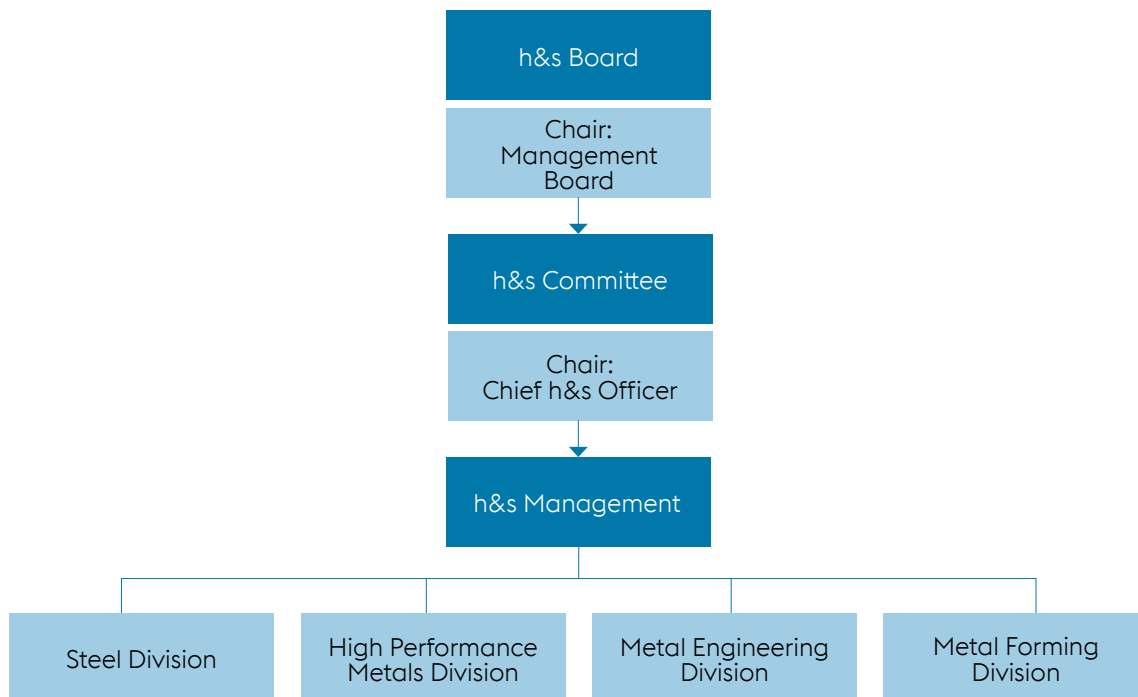 h&s Board
Chair:
Management
Board
h&s Committee
Chair:
Chief h&s Officer
h&s Management
Steel Division
High Performance
Metals Division
Metal Engineering
Division
Metal Forming
Division